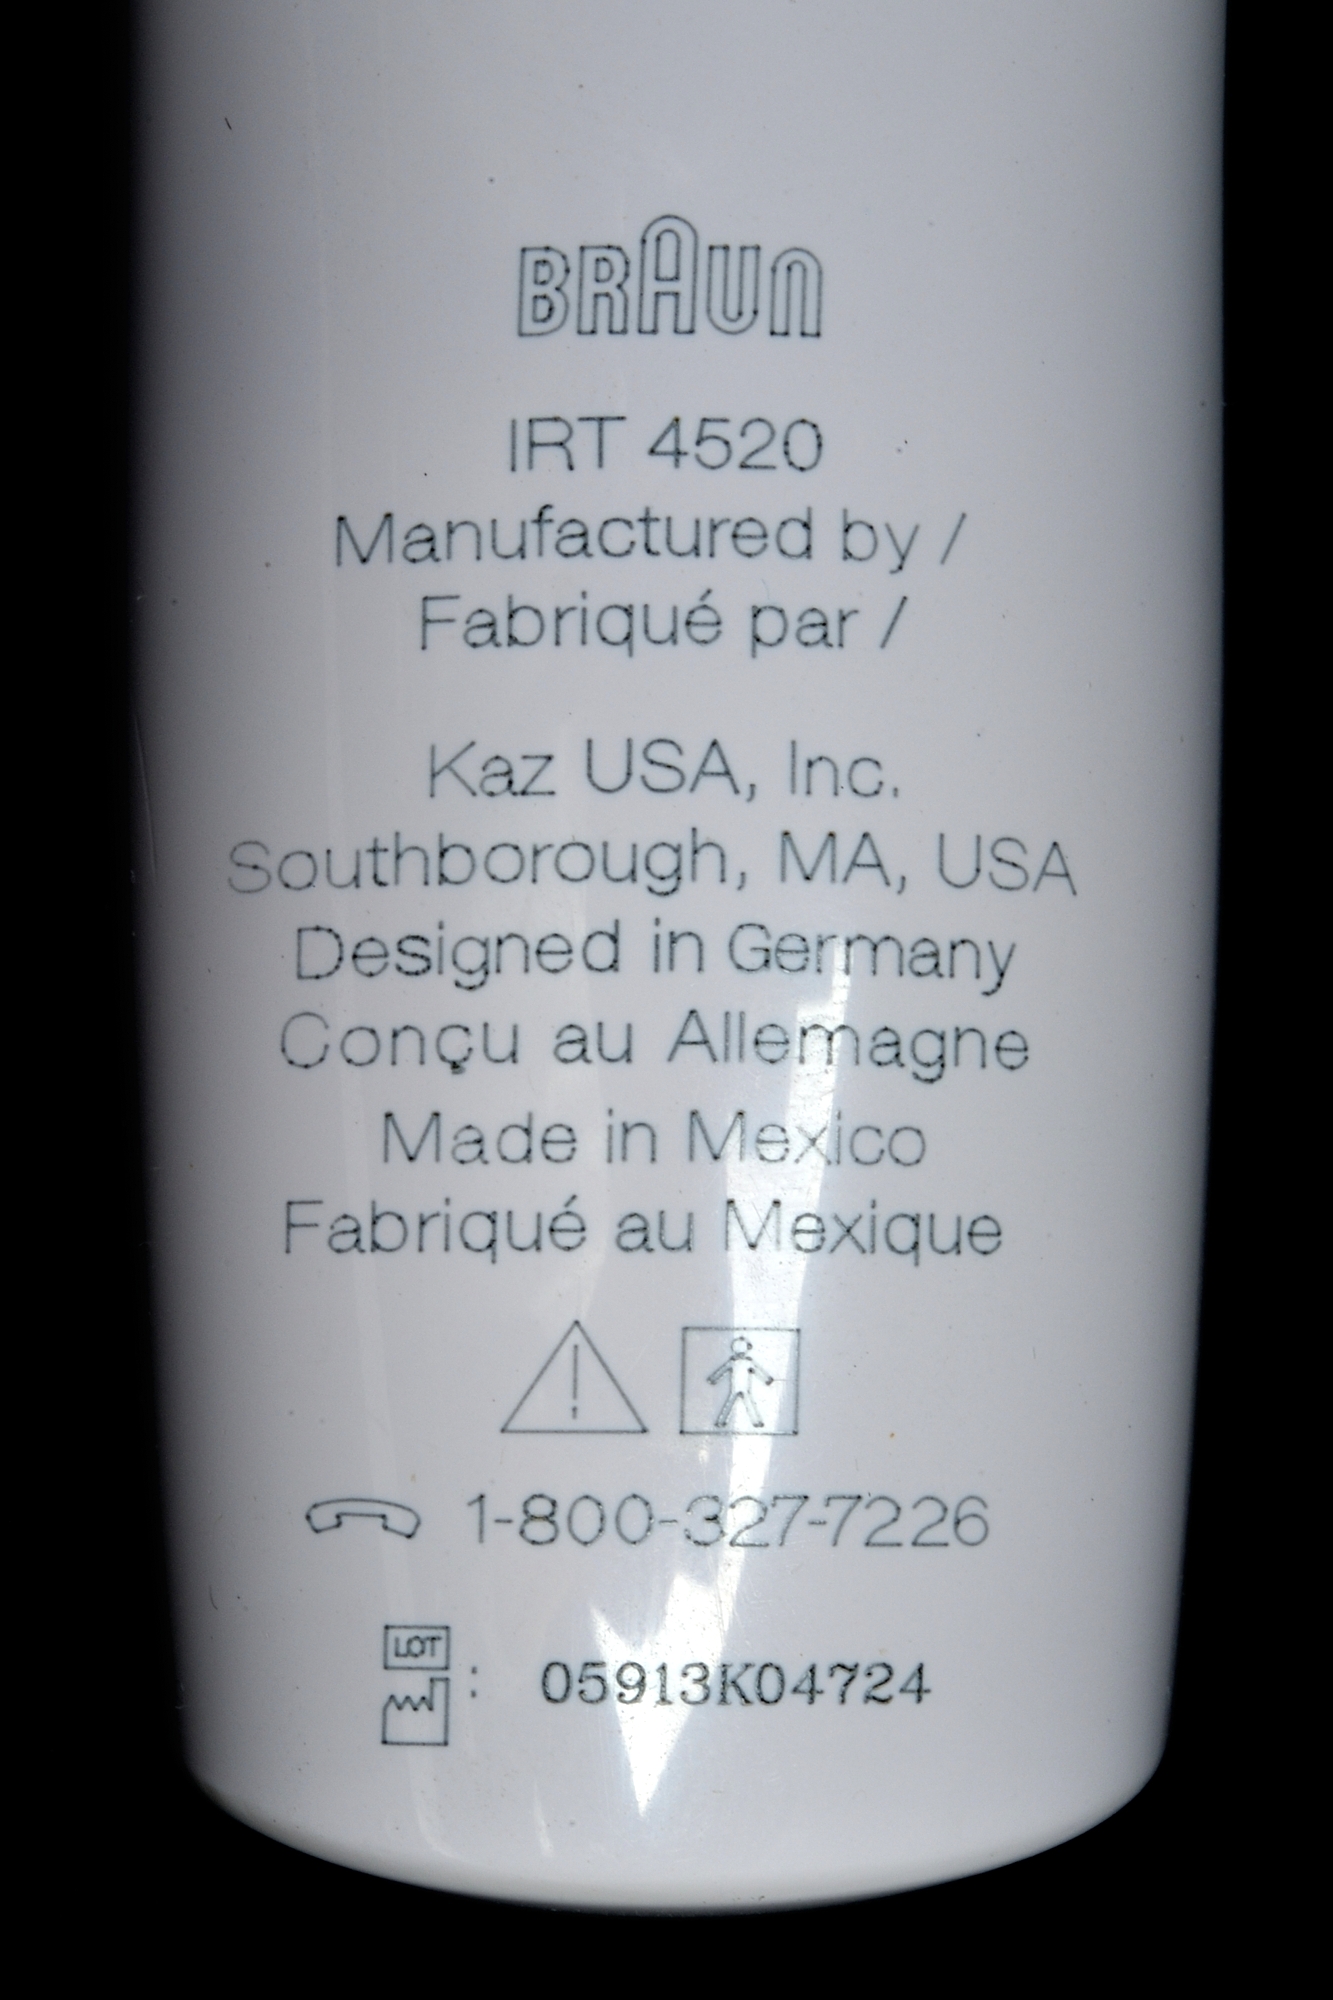 BRAUN
IRT 4520
Manufactured by /
Fabriqué par /
Kaz USA, Inc.
Southborough, MA, USA
Designed in Germany
Conçu au Allemagne
Made in Mexico
Fabriqué au Mexique
1-800-327-7226
LOT
: 05913K04724